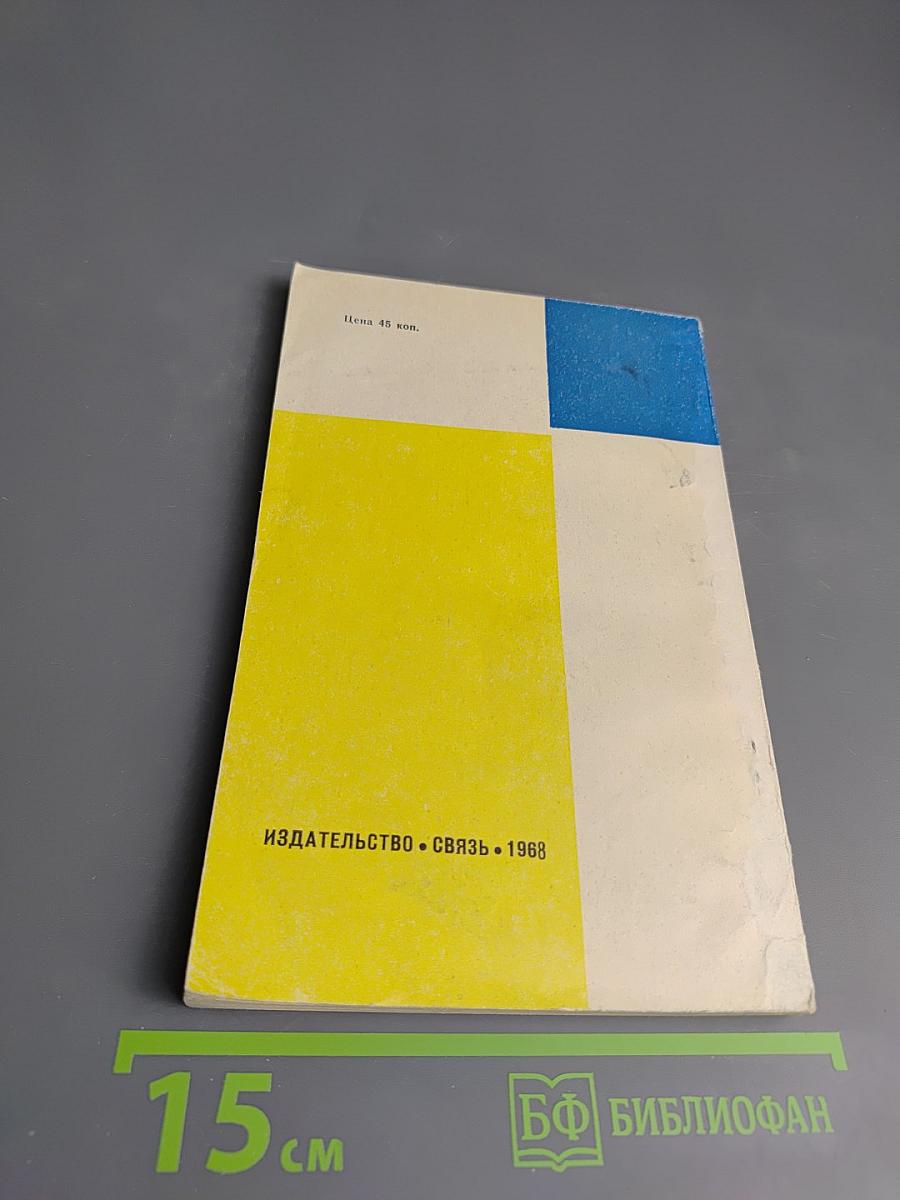 Цена 45 коп.
ИЗДАТЕЛЬСТВО • СВЯЗЬ • 1968
15 см
БФ БИБЛИОФАН